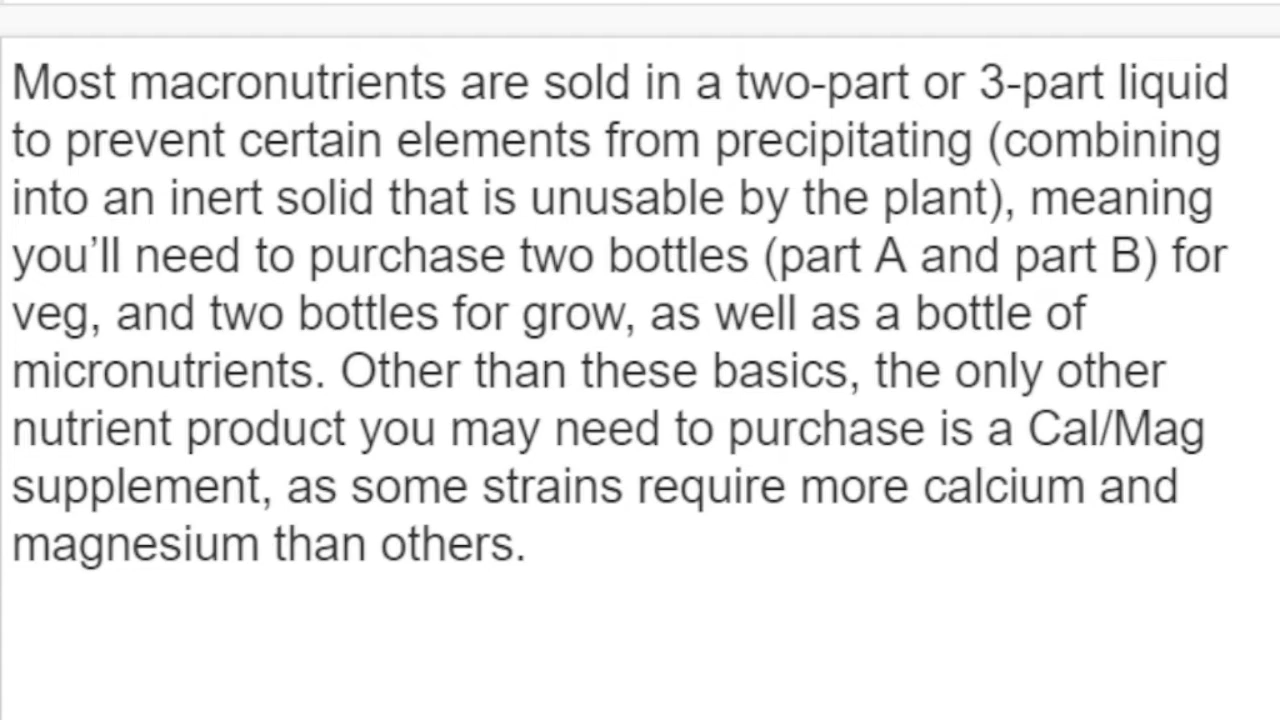 Most macronutrients are sold in a two-part or 3-part liquid
to prevent certain elements from precipitating (combining
into an inert solid that is unusable by the plant), meaning
you’ll need to purchase two bottles (part A and part B) for
veg, and two bottles for grow, as well as a bottle of
micronutrients. Other than these basics, the only other
nutrient product you may need to purchase is a Cal/Mag
supplement, as some strains require more calcium and
magnesium than others.